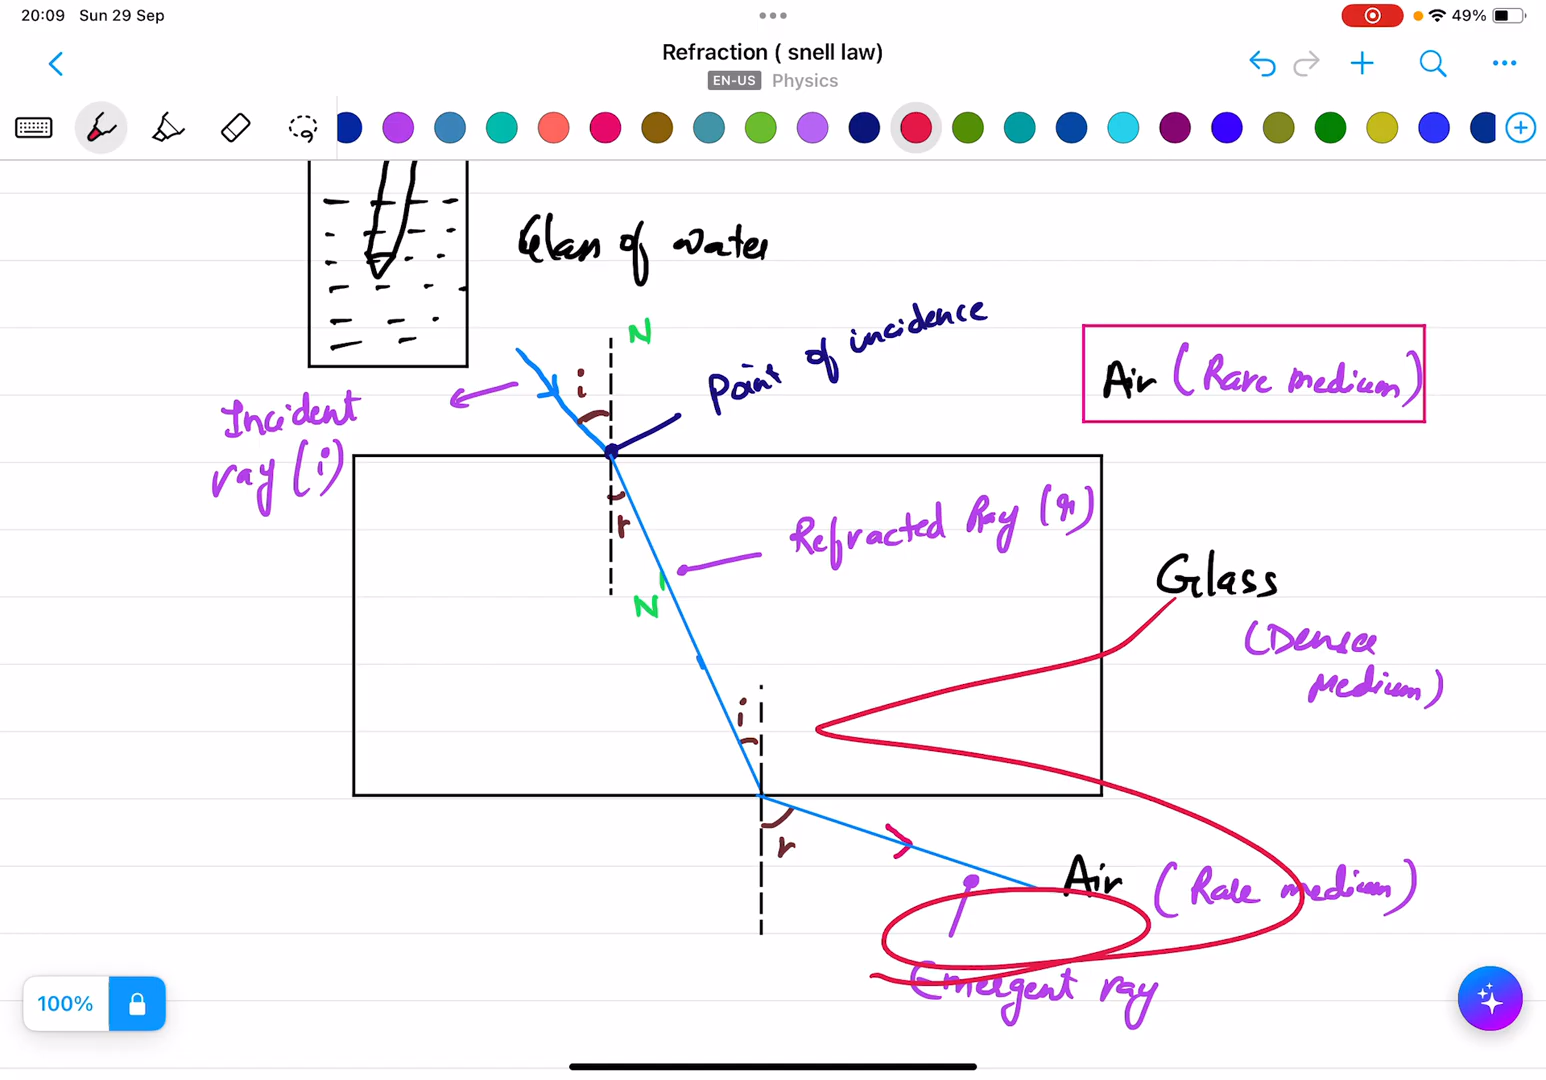 20:09 Sun 29 Sep
49%
Refraction ( snell law)
EN-US Physics
Glass of water
N
i
Point of incidence
Air (Rare medium)
Incident
ray (i)
r
Refracted Ray (r)
N
Glass
(Denser
Medium)
i
r
Air (Rare medium)
Emergent ray
100%